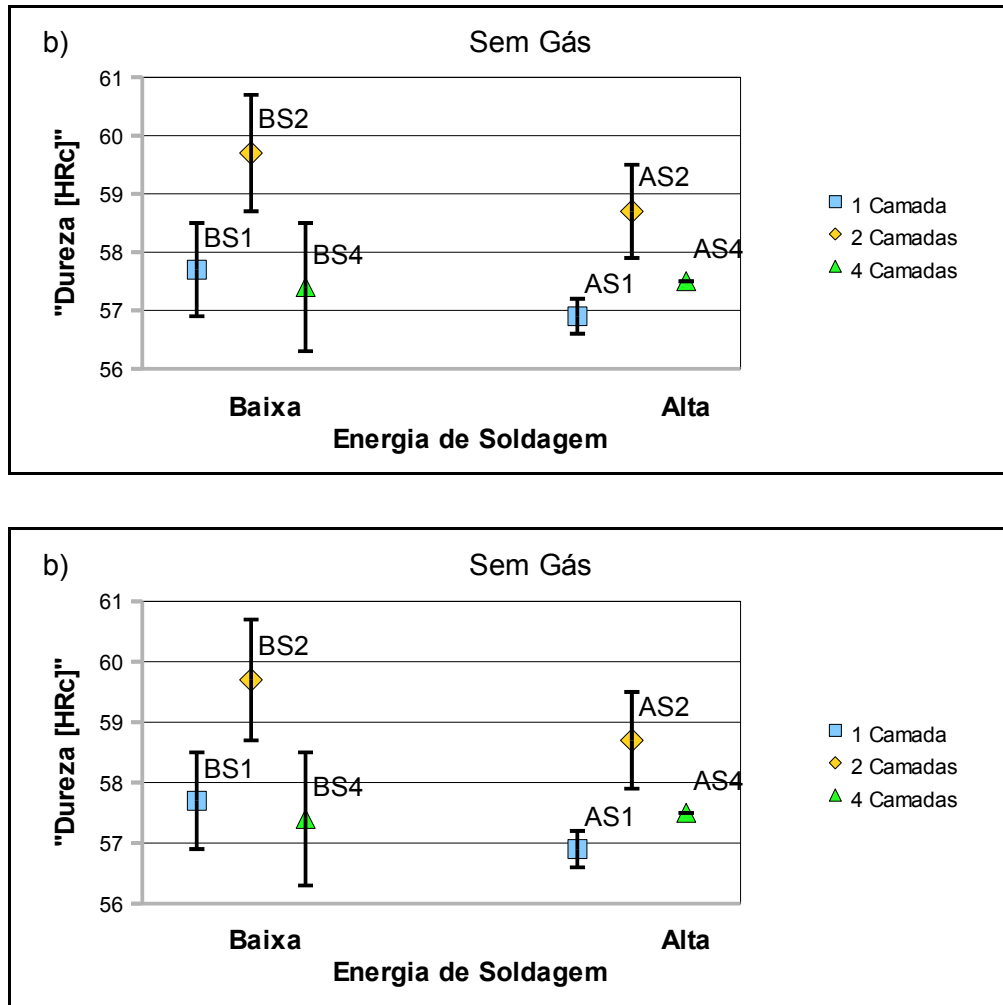 b)
Sem Gás
61
60
59
58
57
56
"Dureza [HRc]"
BS2
BS1
BS4
AS2
AS4
AS1
1 Camada
2 Camadas
4 Camadas
Baixa
Alta
Energia de Soldagem
b)
Sem Gás
61
60
59
58
57
56
"Dureza [HRc]"
BS2
BS1
BS4
AS2
AS4
AS1
1 Camada
2 Camadas
4 Camadas
Baixa
Alta
Energia de Soldagem